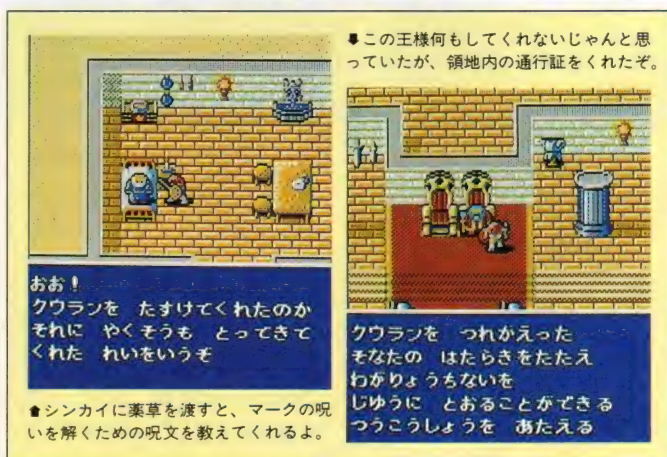 おお!
クウランを たすけてくれたのか
それに やくそうも とってきて
くれた れいをいうぞ
⬆シンカイに薬草を渡すと、マークの呪
いを解くための呪文を教えてくれるよ。
⬇この王様何もしてくれないじゃんと思
っていたが、領地内の通行証をくれたぞ。
クウランを つれかえった
そなたの はたらきをたたえ
わがりょうちないを
じゆうに とおることができる
つうこうしょうを あたえる